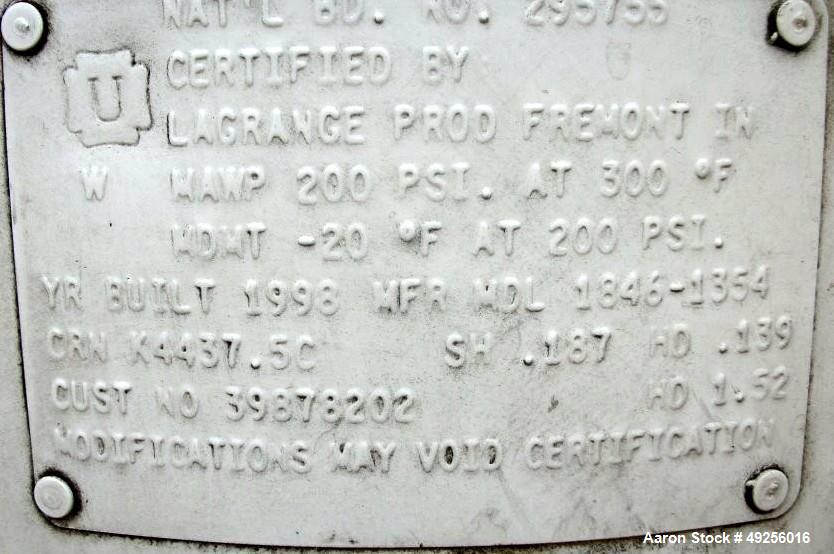 NAT'L BD. NO. 295755
U CERTIFIED BY
LAGRANGE PROD FREMONT IN
W MAWP 200 PSI. AT 300 °F
MDMT -20 °F AT 200 PSI.
YR BUILT 1998 MFR MDL 1846-1354
CRN K4437.5C SH .187 HD .139
CUST NO 39878202 HD 1.52
MODIFICATIONS MAY VOID CERTIFICATION
Aaron Stock # 49256016